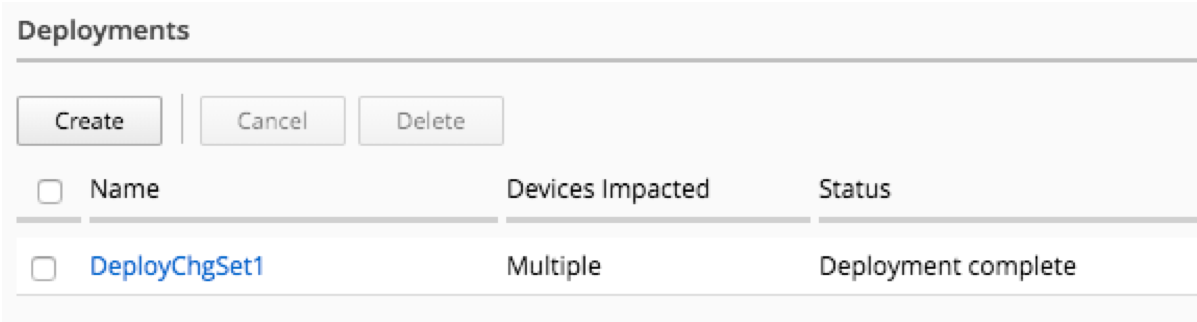 Deployments
Create Cancel Delete
Name Devices Impacted Status
DeployChgSet1 Multiple Deployment complete